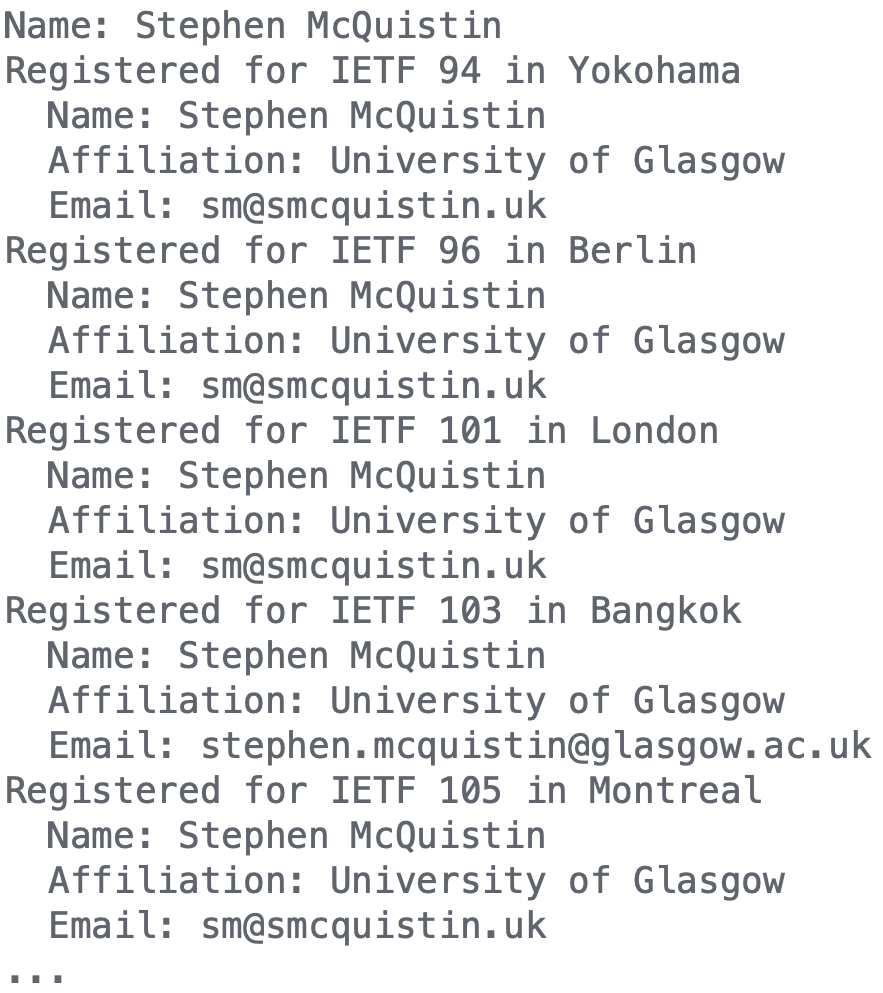 Name: Stephen McQuistin
Registered for IETF 94 in Yokohama
  Name: Stephen McQuistin
  Affiliation: University of Glasgow
  Email: sm@smcquistin.uk
Registered for IETF 96 in Berlin
  Name: Stephen McQuistin
  Affiliation: University of Glasgow
  Email: sm@smcquistin.uk
Registered for IETF 101 in London
  Name: Stephen McQuistin
  Affiliation: University of Glasgow
  Email: sm@smcquistin.uk
Registered for IETF 103 in Bangkok
  Name: Stephen McQuistin
  Affiliation: University of Glasgow
  Email: stephen.mcquistin@glasgow.ac.uk
Registered for IETF 105 in Montreal
  Name: Stephen McQuistin
  Affiliation: University of Glasgow
  Email: sm@smcquistin.uk
...